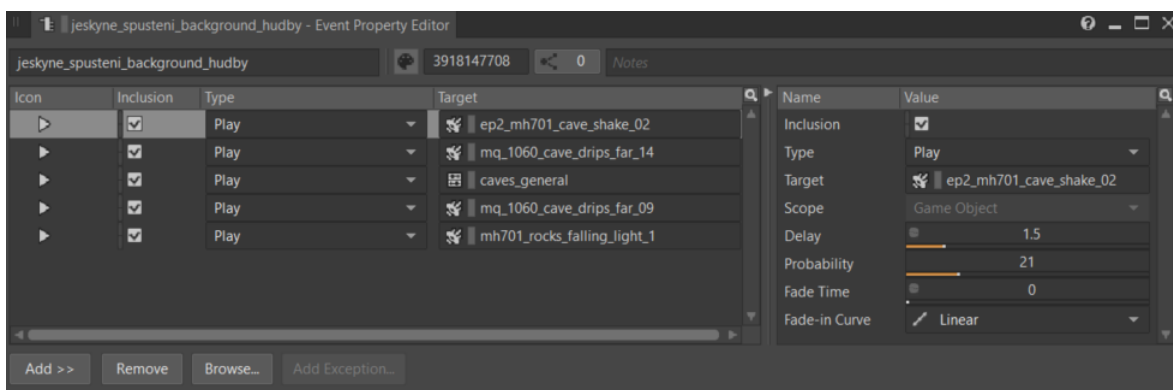 jeskyne_spusteni_background_hudby - Event Property Editor
jeskyne_spusteni_background_hudby 3918147708 0 Notes
Icon Inclusion Type Target
Play ep2_mh701_cave_shake_02
Play mq_1060_cave_drips_far_14
Play caves_general
Play mq_1060_cave_drips_far_09
Play mh701_rocks_falling_light_1
Name Value
Inclusion
Type Play
Target ep2_mh701_cave_shake_02
Scope Game Object
Delay 1.5
Probability 21
Fade Time 0
Fade-in Curve Linear
Add >> Remove Browse... Add Exception...